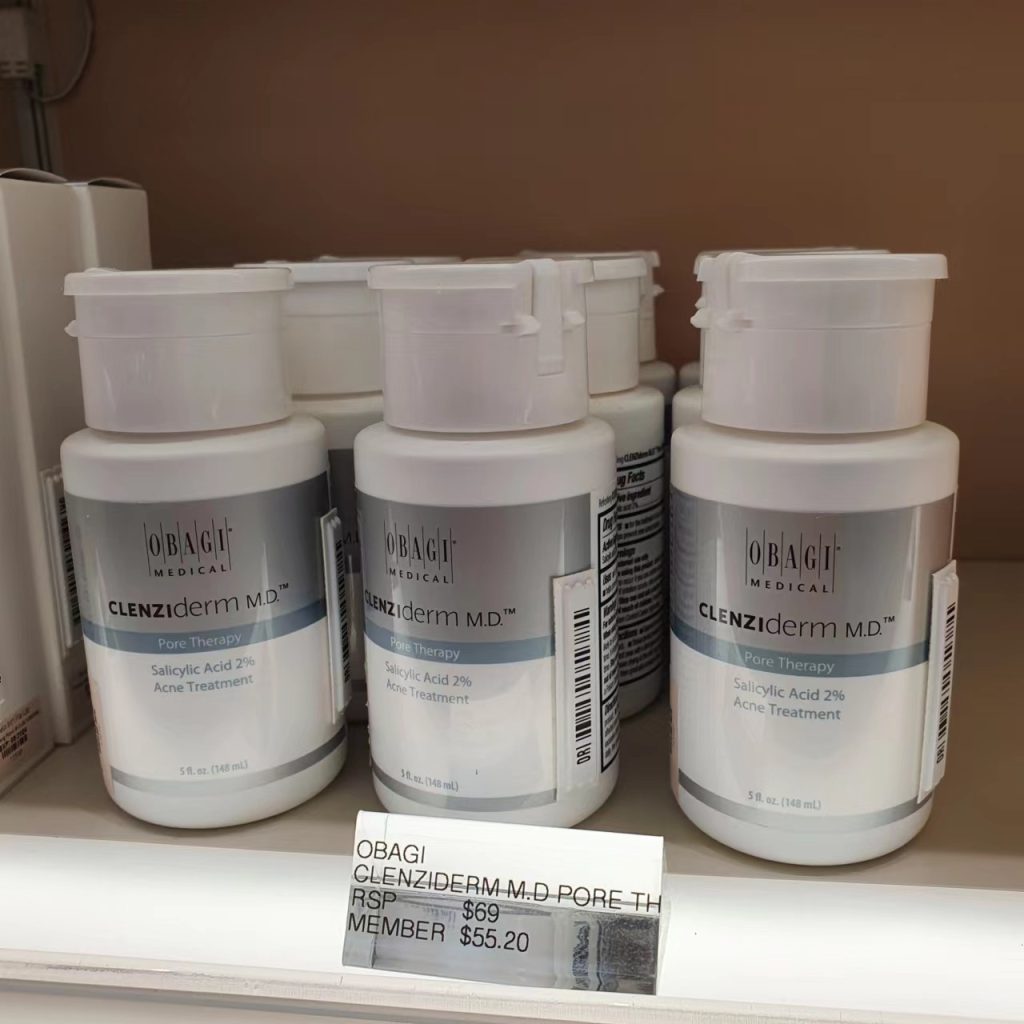 OBAGI
MEDICAL
CLENZIderm M.D.™
Pore Therapy
Salicylic Acid 2%
Acne Treatment
5 fl. oz. (148 mL)
OBAGI
MEDICAL
CLENZIderm M.D.™
Pore Therapy
Salicylic Acid 2%
Acne Treatment
5 fl. oz. (148 mL)
ORI
OBAGI
MEDICAL
CLENZIderm M.D.™
Pore Therapy
Salicylic Acid 2%
Acne Treatment
5 fl. oz. (148 mL)
ORI
OBAGI
CLENZIDERM M.D PORE TH
RSP $69
MEMBER $55.20